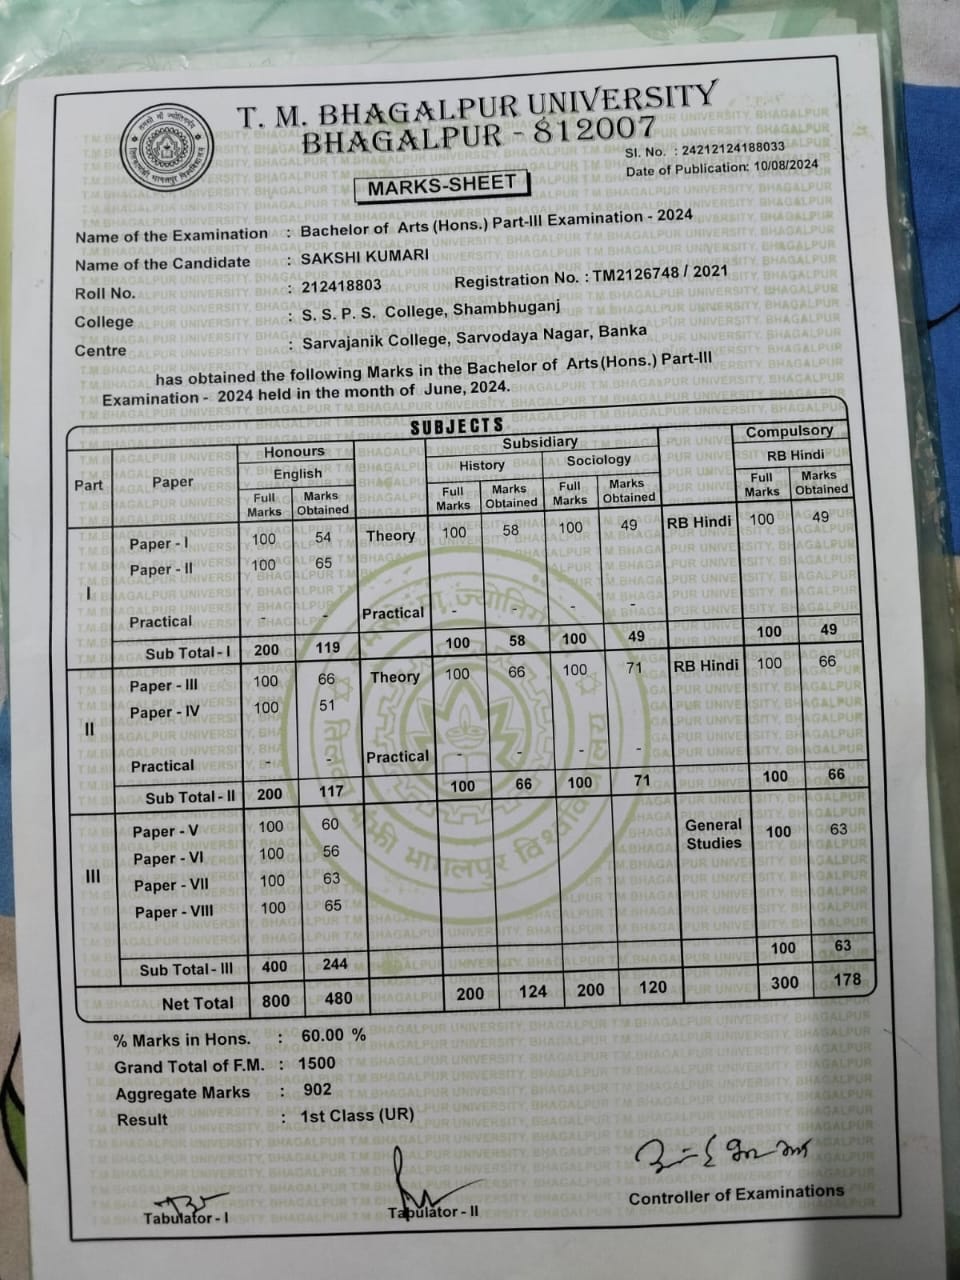 T. M. BHAGALPUR UNIVERSITY
BHAGALPUR - 812007
Sl. No. : 24212124188033
Date of Publication: 10/08/2024
MARKS-SHEET
Name of the Examination : Bachelor of Arts (Hons.) Part-III Examination - 2024
Name of the Candidate : SAKSHI KUMARI
Roll No. : 212418803 Registration No. : TM2126748 / 2021
College : S. S. P. S. College, Shambhuganj
Centre : Sarvajanik College, Sarvodaya Nagar, Banka
has obtained the following Marks in the Bachelor of Arts(Hons.) Part-III
Examination - 2024 held in the month of June, 2024.
SUBJECTS
Part Paper Honours Subsidiary Compulsory
English History Sociology RB Hindi
Full Marks Marks Obtained Full Marks Marks Obtained Full Marks Marks Obtained Full Marks Marks Obtained
I
Paper - I 100 54 Theory 100 58 100 49 RB Hindi 100 49
Paper - II 100 65
Practical - - Practical - - - -
Sub Total - I 200 119 100 58 100 49 100 49
II
Paper - III 100 66 Theory 100 66 100 71 RB Hindi 100 66
Paper - IV 100 51
Practical - - Practical - - - -
Sub Total - II 200 117 100 66 100 71 100 66
III
Paper - V 100 60 General Studies 100 63
Paper - VI 100 56
Paper - VII 100 63
Paper - VIII 100 65
Sub Total - III 400 244 100 63
Net Total 800 480 200 124 200 120 300 178
% Marks in Hons. : 60.00 %
Grand Total of F.M. : 1500
Aggregate Marks : 902
Result : 1st Class (UR)
Tabulator - I
Tabulator - II
Controller of Examinations